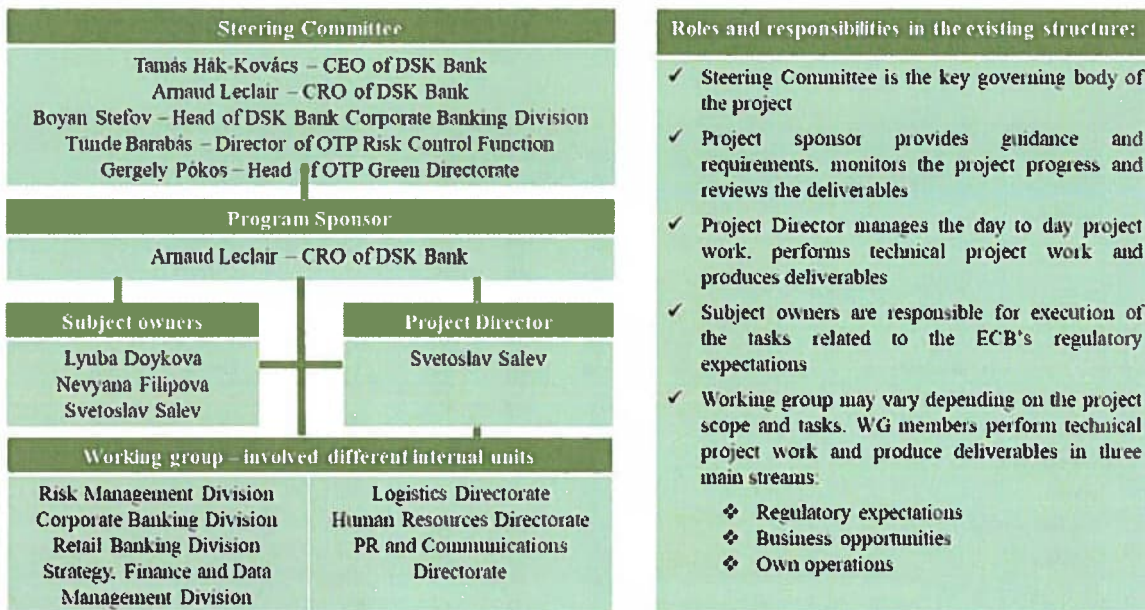 Steering Committee
Tamás Hák-Kovács – CEO of DSK Bank
Arnaud Leclair – CRO of DSK Bank
Boyan Stefov – Head of DSK Bank Corporate Banking Division
Tünde Barabás – Director of OTP Risk Control Function
Gergely Pókos – Head of OTP Green Directorate
Program Sponsor
Arnaud Leclair – CRO of DSK Bank
Subject owners
Lyuba Doykova
Nevyana Filipova
Svetoslav Salev
Project Director
Svetoslav Salev
Working group – involved different internal units
Risk Management Division
Corporate Banking Division
Retail Banking Division
Strategy, Finance and Data
Management Division
Logistics Directorate
Human Resources Directorate
PR and Communications
Directorate
Roles and responsibilities in the existing structure:
✓ Steering Committee is the key governing body of
the project
✓ Project sponsor provides guidance and
requirements, monitors the project progress and
reviews the deliverables
✓ Project Director manages the day to day project
work, performs technical project work and
produces deliverables
✓ Subject owners are responsible for execution of
the tasks related to the ECB's regulatory
expectations
✓ Working group may vary depending on the project
scope and tasks. WG members perform technical
project work and produce deliverables in three
main streams:
❖ Regulatory expectations
❖ Business opportunities
❖ Own operations